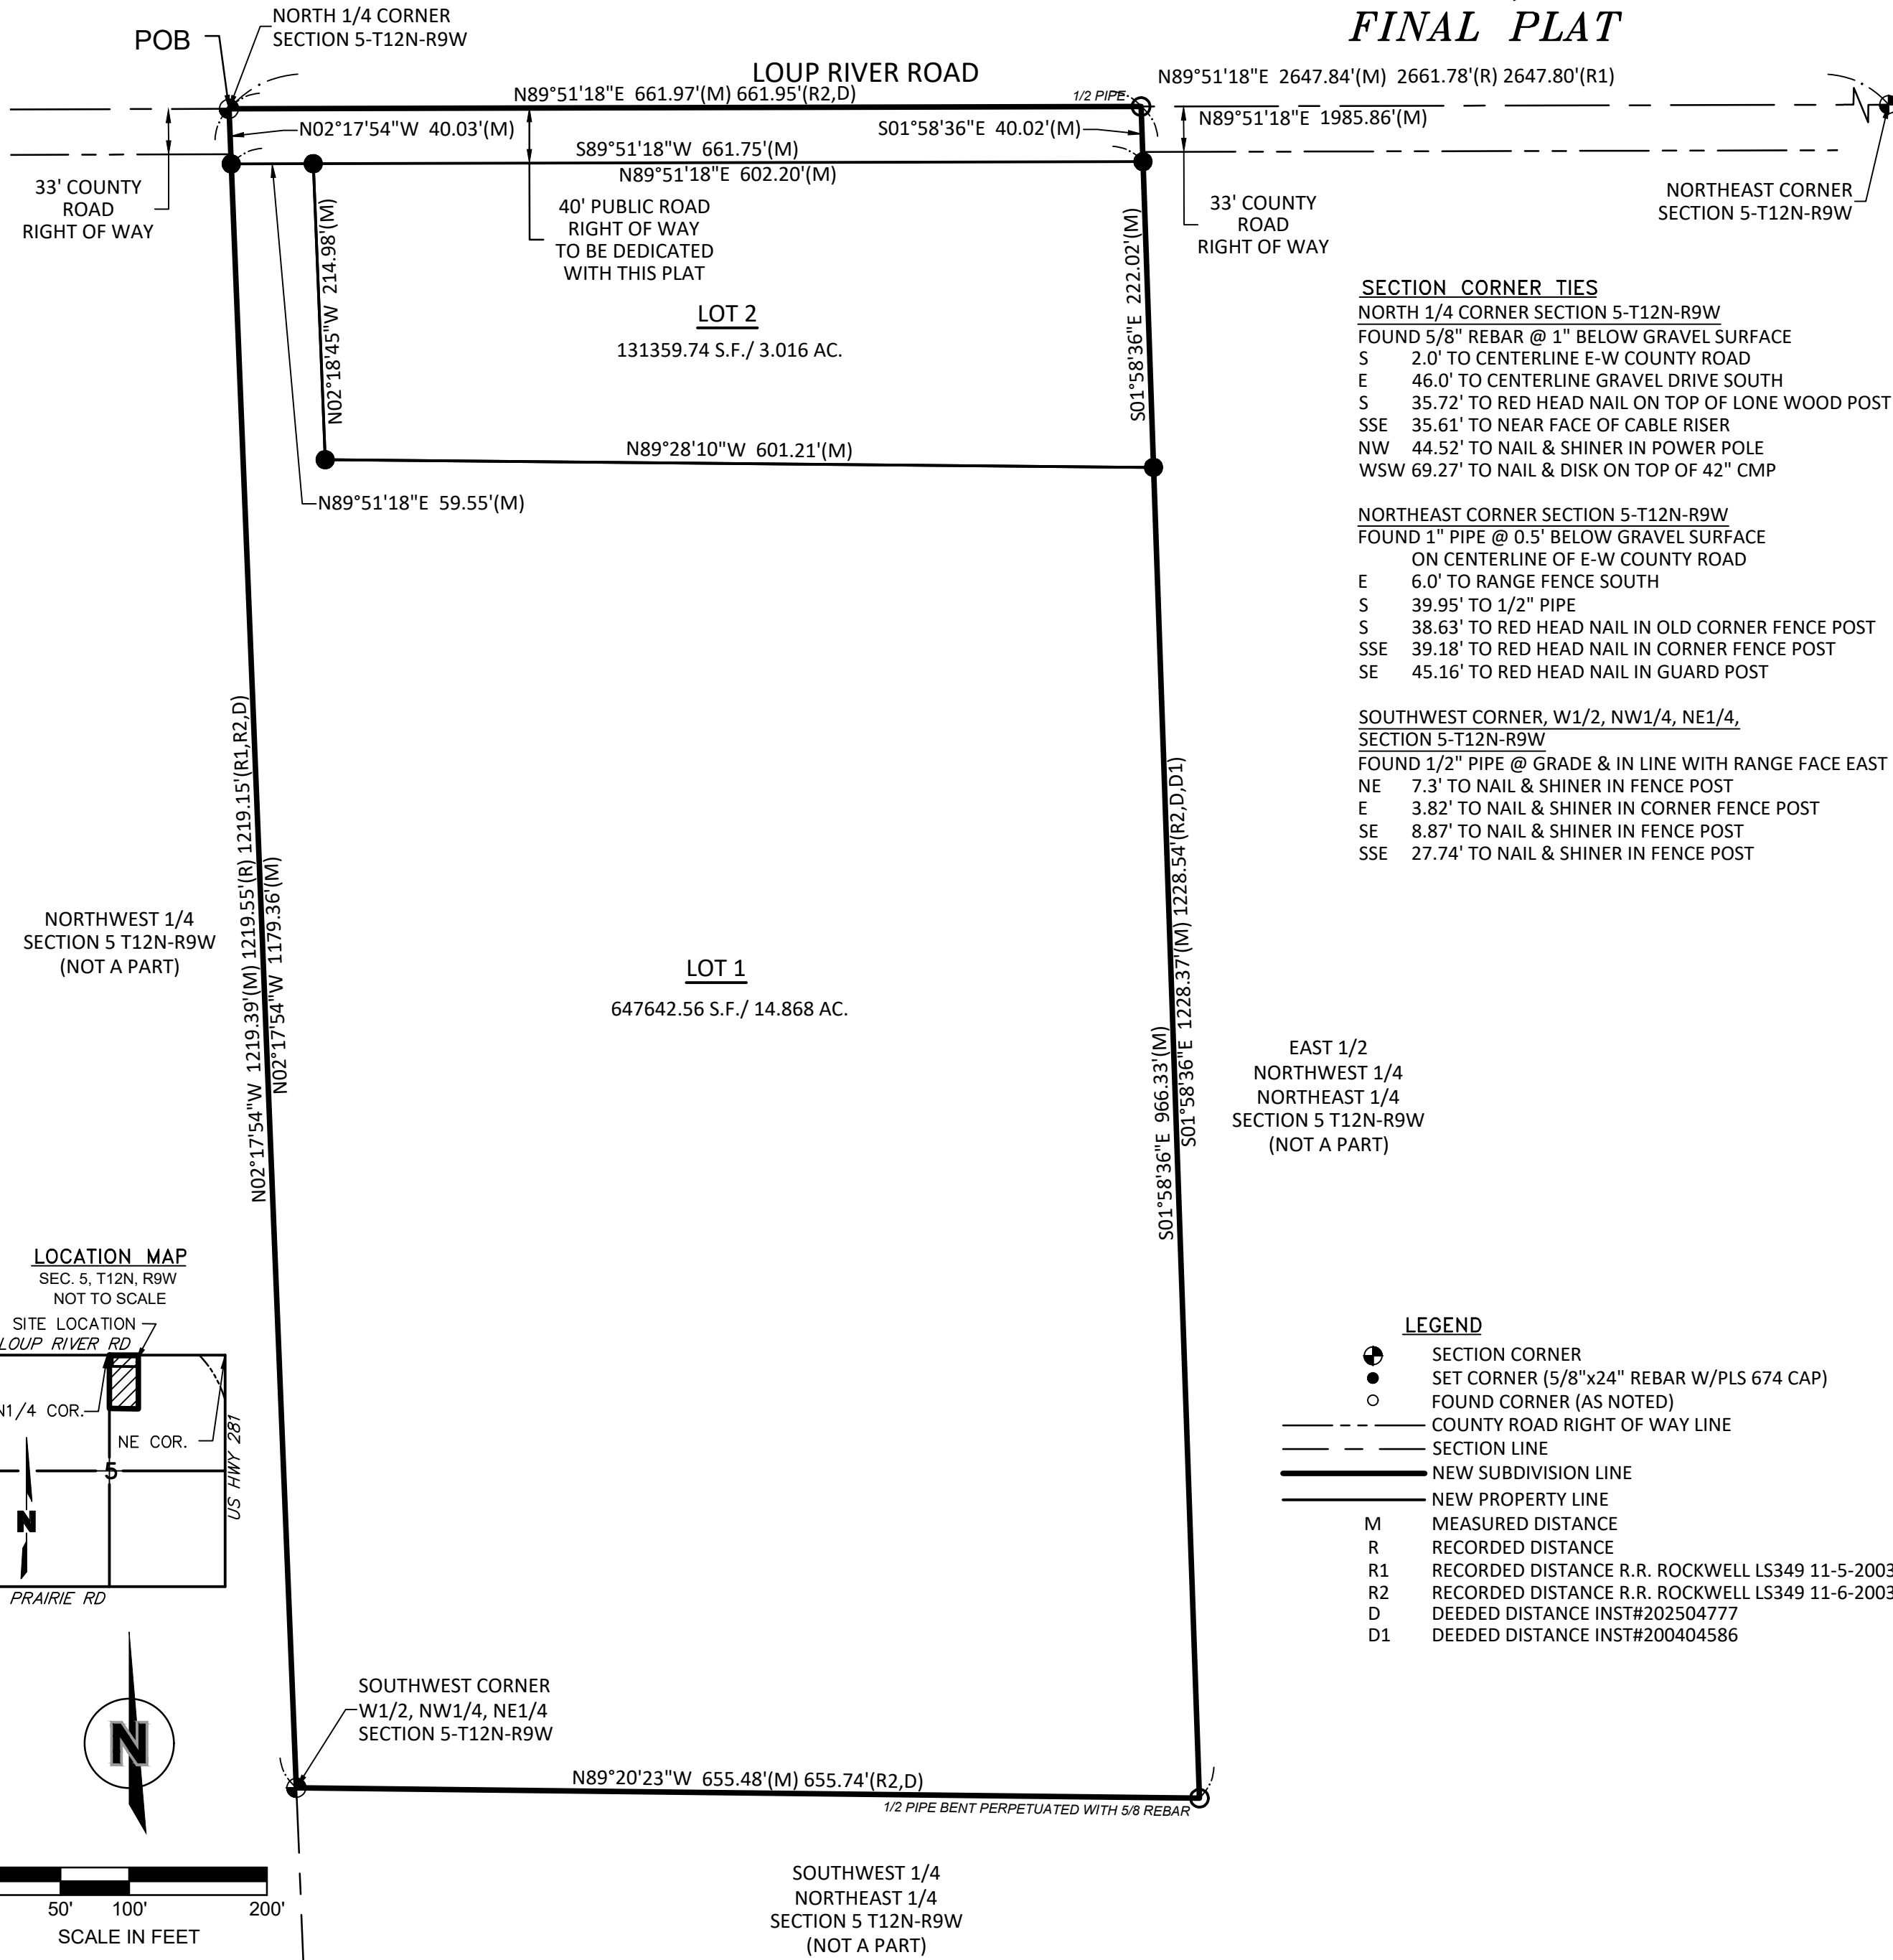 FINAL PLAT
NORTH 1/4 CORNER
SECTION 5-T12N-R9W
POB
LOUP RIVER ROAD
N89°51'18"E 2647.84'(M) 2661.78'(R) 2647.80'(R1)
N89°51'18"E 661.97'(M) 661.95'(R2,D)
1/2 PIPE
N89°51'18"E 1985.86'(M)
N02°17'54"W 40.03'(M)
S01°58'36"E 40.02'(M)
S89°51'18"W 661.75'(M)
N89°51'18"E 602.20'(M)
33' COUNTY
ROAD
RIGHT OF WAY
40' PUBLIC ROAD
RIGHT OF WAY
TO BE DEDICATED
WITH THIS PLAT
33' COUNTY
ROAD
RIGHT OF WAY
NORTHEAST CORNER
SECTION 5-T12N-R9W
N02°18'45"W 214.98'(M)
S01°58'36"E 222.02'(M)
LOT 2
131359.74 S.F./ 3.016 AC.
N89°28'10"W 601.21'(M)
N89°51'18"E 59.55'(M)
SECTION CORNER TIES
NORTH 1/4 CORNER SECTION 5-T12N-R9W
FOUND 5/8" REBAR @ 1" BELOW GRAVEL SURFACE
S 2.0' TO CENTERLINE E-W COUNTY ROAD
E 46.0' TO CENTERLINE GRAVEL DRIVE SOUTH
S 35.72' TO RED HEAD NAIL ON TOP OF LONE WOOD POST
SSE 35.61' TO NEAR FACE OF CABLE RISER
NW 44.52' TO NAIL & SHINER IN POWER POLE
WSW 69.27' TO NAIL & DISK ON TOP OF 42" CMP
NORTHEAST CORNER SECTION 5-T12N-R9W
FOUND 1" PIPE @ 0.5' BELOW GRAVEL SURFACE
ON CENTERLINE OF E-W COUNTY ROAD
E 6.0' TO RANGE FENCE SOUTH
S 39.95' TO 1/2" PIPE
S 38.63' TO RED HEAD NAIL IN OLD CORNER FENCE POST
SSE 39.18' TO RED HEAD NAIL IN CORNER FENCE POST
SE 45.16' TO RED HEAD NAIL IN GUARD POST
SOUTHWEST CORNER, W1/2, NW1/4, NE1/4,
SECTION 5-T12N-R9W
FOUND 1/2" PIPE @ GRADE & IN LINE WITH RANGE FACE EAST
NE 7.3' TO NAIL & SHINER IN FENCE POST
E 3.82' TO NAIL & SHINER IN CORNER FENCE POST
SE 8.87' TO NAIL & SHINER IN FENCE POST
SSE 27.74' TO NAIL & SHINER IN FENCE POST
N02°17'54"W 1219.39'(M) 1219.55'(R) 1219.15'(R1,R2,D)
N02°17'54"W 1179.36'(M)
S01°58'36"E 966.33'(M)
S01°58'36"E 1228.37'(M) 1228.54'(R2,D,D1)
NORTHWEST 1/4
SECTION 5 T12N-R9W
(NOT A PART)
LOT 1
647642.56 S.F./ 14.868 AC.
EAST 1/2
NORTHWEST 1/4
NORTHEAST 1/4
SECTION 5 T12N-R9W
(NOT A PART)
LOCATION MAP
SEC. 5, T12N, R9W
NOT TO SCALE
SITE LOCATION
LOUP RIVER RD
N1/4 COR.
NE COR.
US HWY 281
5
N
PRAIRIE RD
LEGEND
SECTION CORNER
SET CORNER (5/8"x24" REBAR W/PLS 674 CAP)
FOUND CORNER (AS NOTED)
COUNTY ROAD RIGHT OF WAY LINE
SECTION LINE
NEW SUBDIVISION LINE
NEW PROPERTY LINE
M MEASURED DISTANCE
R RECORDED DISTANCE
R1 RECORDED DISTANCE R.R. ROCKWELL LS349 11-5-2003
R2 RECORDED DISTANCE R.R. ROCKWELL LS349 11-6-2003
D DEEDED DISTANCE INST#202504777
D1 DEEDED DISTANCE INST#200404586
SOUTHWEST CORNER
W1/2, NW1/4, NE1/4
SECTION 5-T12N-R9W
N
N89°20'23"W 655.48'(M) 655.74'(R2,D)
1/2 PIPE BENT PERPETUATED WITH 5/8 REBAR
50' 100' 200'
SCALE IN FEET
SOUTHWEST 1/4
NORTHEAST 1/4
SECTION 5 T12N-R9W
(NOT A PART)